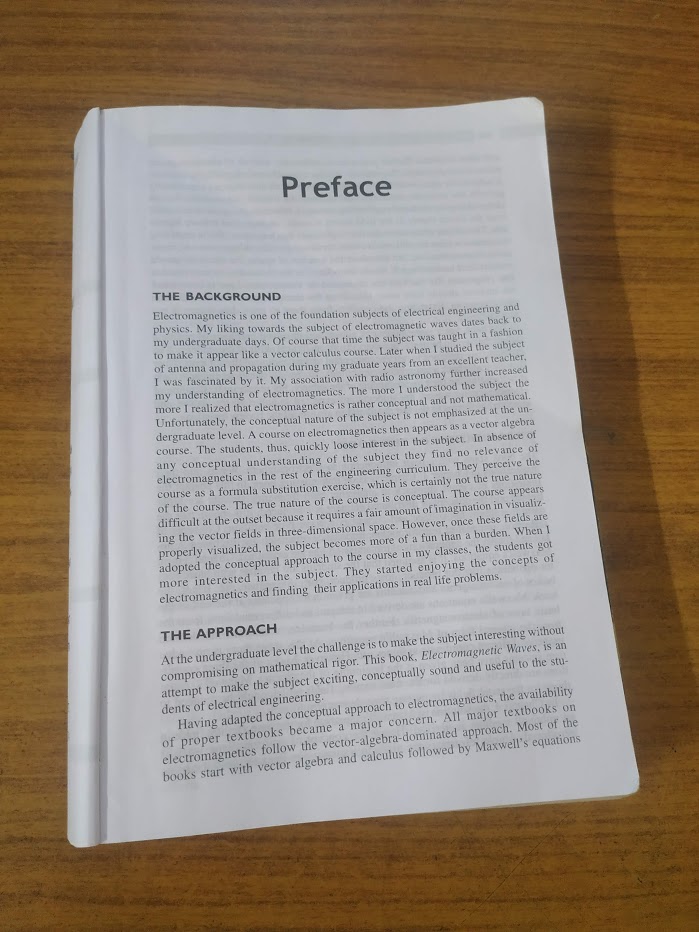 Preface
THE BACKGROUND
Electromagnetics is one of the foundation subjects of electrical engineering and
physics. My liking towards the subject of electromagnetic waves dates back to
my undergraduate days. Of course that time the subject was taught in a fashion
to make it appear like a vector calculus course. Later when I studied the subject
of antenna and propagation during my graduate years from an excellent teacher,
I was fascinated by it. My association with radio astronomy further increased
my understanding of electromagnetics. The more I understood the subject the
more I realized that electromagnetics is rather conceptual and not mathematical.
Unfortunately, the conceptual nature of the subject is not emphasized at the un-
dergraduate level. A course on electromagnetics then appears as a vector algebra
course. The students, thus, quickly loose interest in the subject. In absence of
any conceptual understanding of the subject they find no relevance of
electromagnetics in the rest of the engineering curriculum. They perceive the
course as a formula substitution exercise, which is certainly not the true nature
of the course. The true nature of the course is conceptual. The course appears
difficult at the outset because it requires a fair amount of imagination in visualiz-
ing the vector fields in three-dimensional space. However, once these fields are
properly visualized, the subject becomes more of a fun than a burden. When I
adopted the conceptual approach to the course in my classes, the students got
more interested in the subject. They started enjoying the concepts of
electromagnetics and finding their applications in real life problems.
THE APPROACH
At the undergraduate level the challenge is to make the subject interesting without
compromising on mathematical rigor. This book, Electromagnetic Waves, is an
attempt to make the subject exciting, conceptually sound and useful to the stu-
dents of electrical engineering.
Having adapted the conceptual approach to electromagnetics, the availability
of proper textbooks became a major concern. All major textbooks on
electromagnetics follow the vector-algebra-dominated approach. Most of the
books start with vector algebra and calculus followed by Maxwell's equations